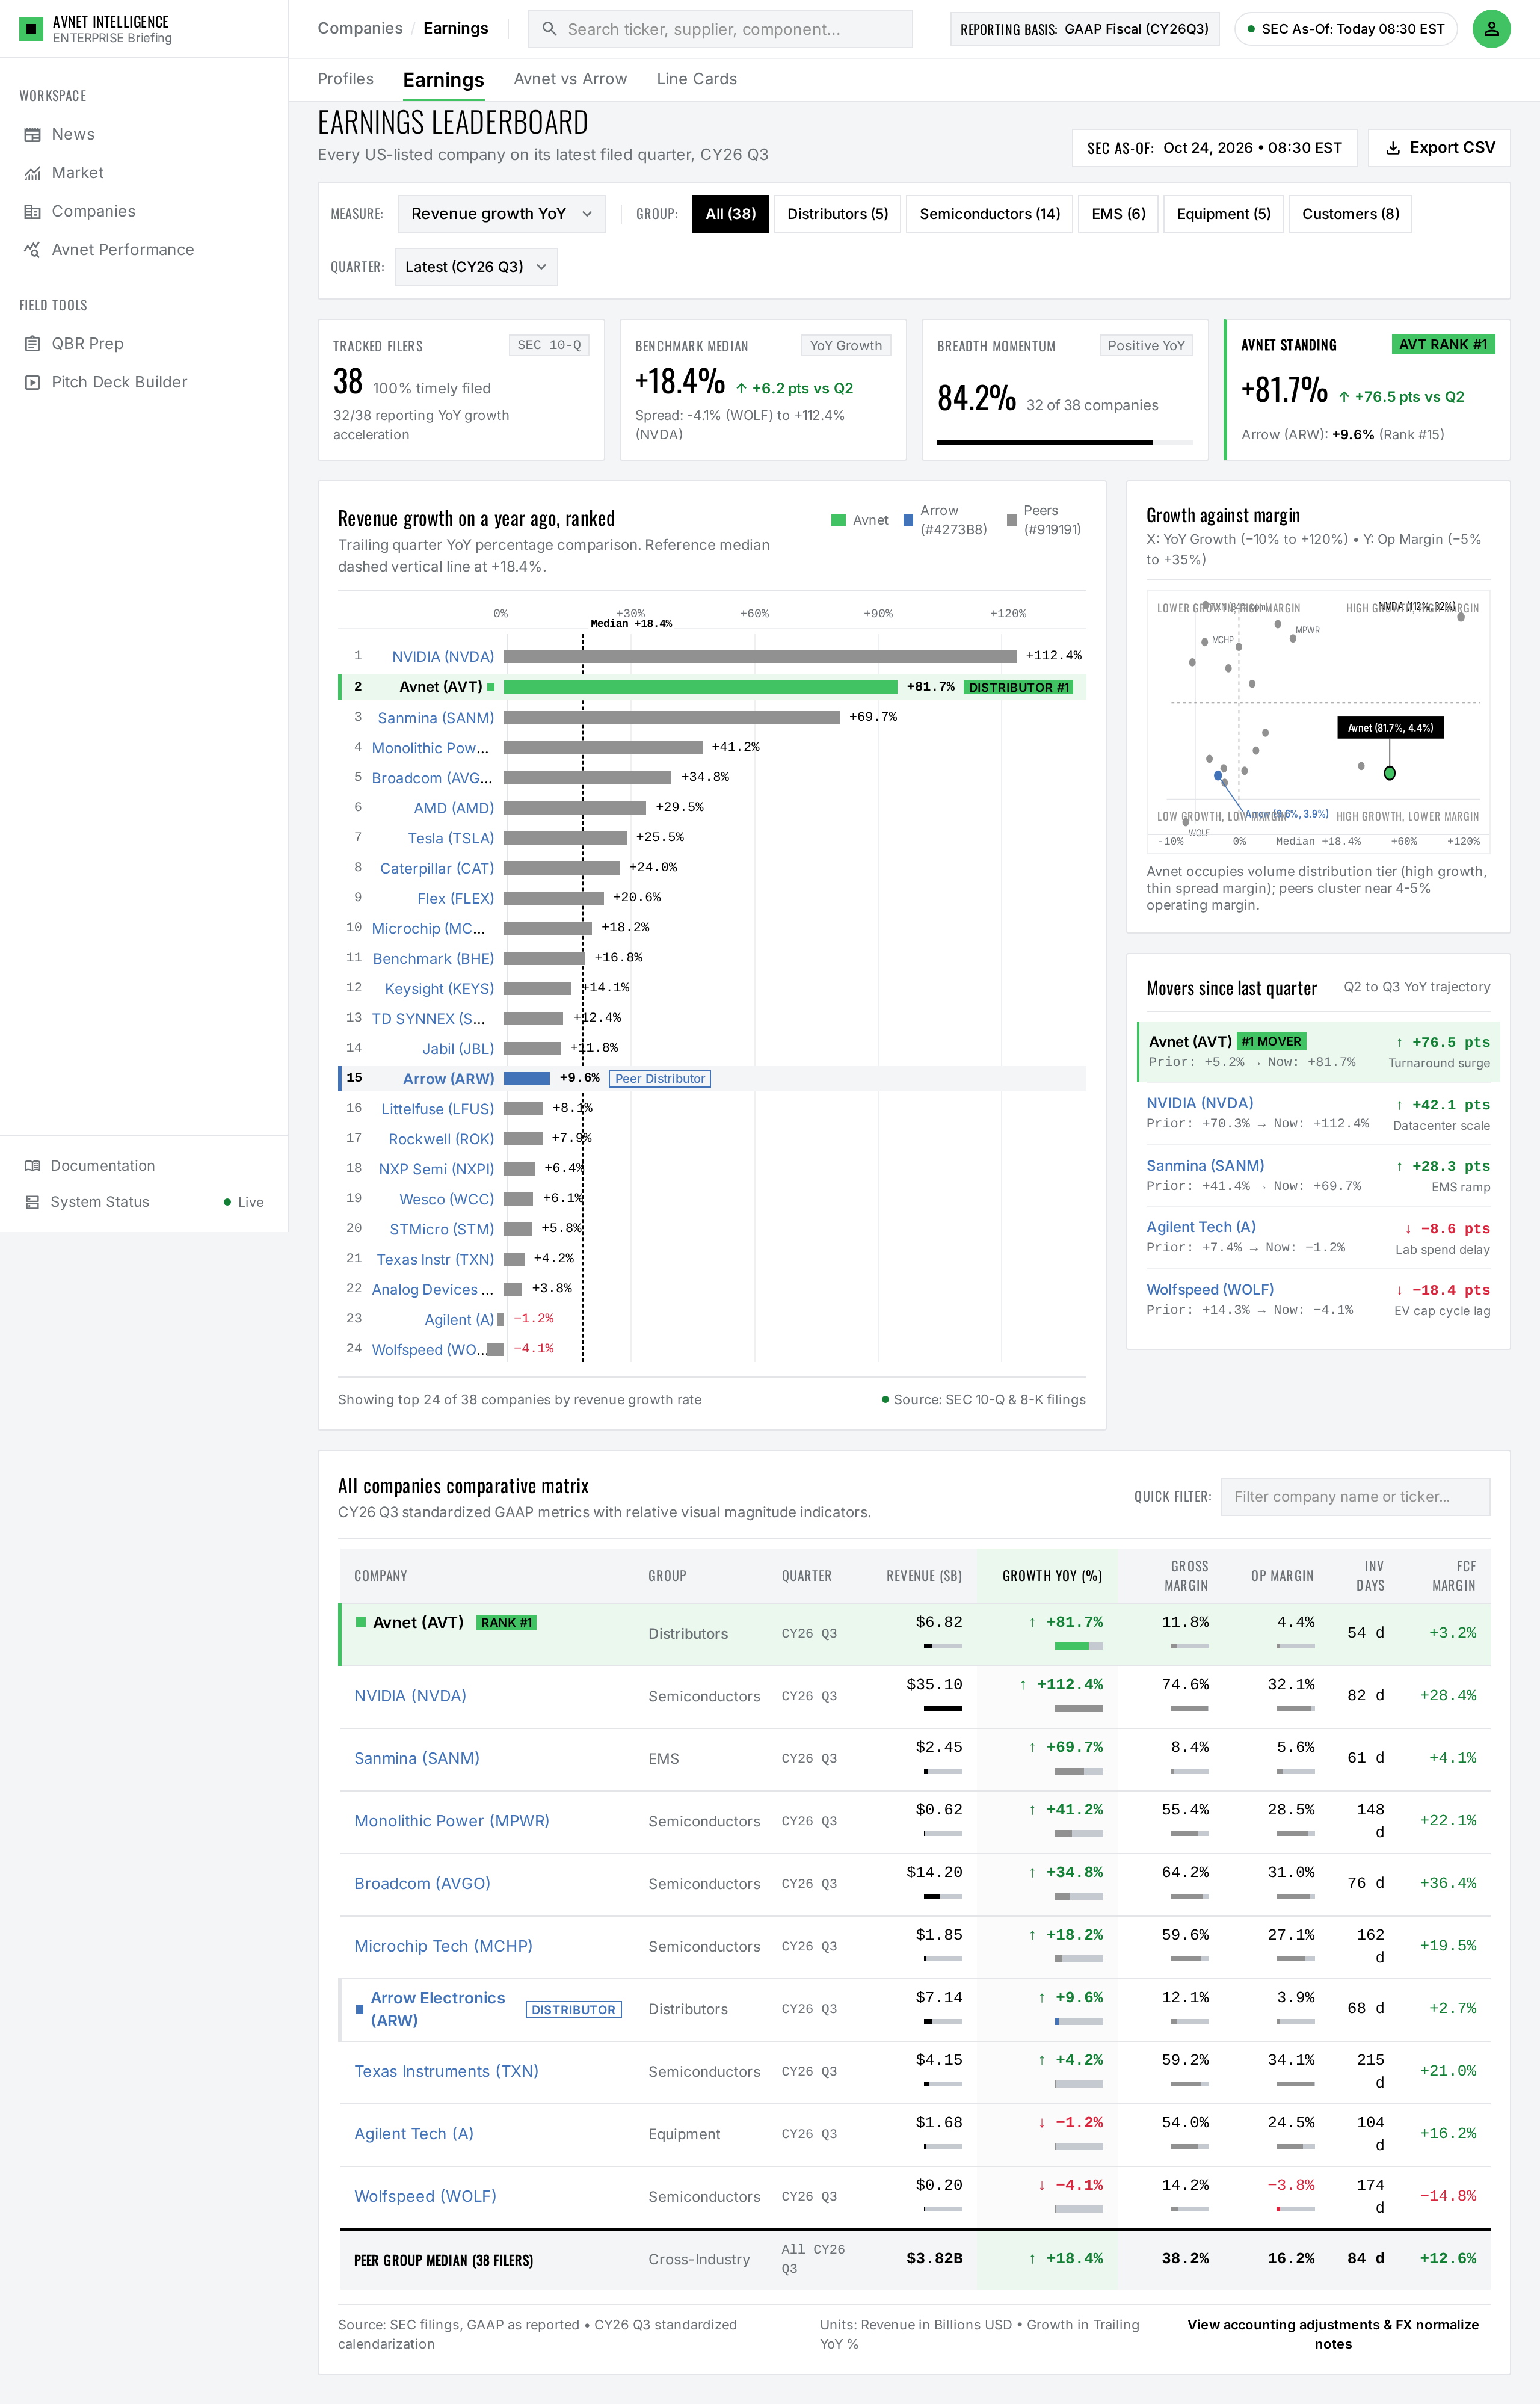 AVNET INTELLIGENCE
ENTERPRISE Briefing
WORKSPACE
News
Market
Companies
Avnet Performance
FIELD TOOLS
QBR Prep
Pitch Deck Builder
Documentation
System Status Live
Companies / Earnings
Search ticker, supplier, component...
REPORTING BASIS: GAAP Fiscal (CY26Q3)
SEC As-Of: Today 08:30 EST
Profiles Earnings Avnet vs Arrow Line Cards
EARNINGS LEADERBOARD
Every US-listed company on its latest filed quarter, CY26 Q3
SEC AS-OF: Oct 24, 2026 • 08:30 EST
Export CSV
MEASURE: Revenue growth YoY
GROUP: All (38) Distributors (5) Semiconductors (14) EMS (6) Equipment (5) Customers (8)
QUARTER: Latest (CY26 Q3)
TRACKED FILERS SEC 10-Q
38 100% timely filed
32/38 reporting YoY growth
acceleration
BENCHMARK MEDIAN YoY Growth
+18.4% ↑ +6.2 pts vs Q2
Spread: -4.1% (WOLF) to +112.4%
(NVDA)
BREADTH MOMENTUM Positive YoY
84.2% 32 of 38 companies
AVNET STANDING AVT RANK #1
+81.7% ↑ +76.5 pts vs Q2
Arrow (ARW): +9.6% (Rank #15)
Revenue growth on a year ago, ranked
Trailing quarter YoY percentage comparison. Reference median
dashed vertical line at +18.4%.
Avnet
Arrow
(#4273B8)
Peers
(#919191)
0% +30% +60% +90% +120%
Median +18.4%
1 NVIDIA (NVDA) +112.4%
2 Avnet (AVT) +81.7% DISTRIBUTOR #1
3 Sanmina (SANM) +69.7%
4 Monolithic Pow... +41.2%
5 Broadcom (AVG... +34.8%
6 AMD (AMD) +29.5%
7 Tesla (TSLA) +25.5%
8 Caterpillar (CAT) +24.0%
9 Flex (FLEX) +20.6%
10 Microchip (MC... +18.2%
11 Benchmark (BHE) +16.8%
12 Keysight (KEYS) +14.1%
13 TD SYNNEX (S... +12.4%
14 Jabil (JBL) +11.8%
15 Arrow (ARW) +9.6% Peer Distributor
16 Littelfuse (LFUS) +8.1%
17 Rockwell (ROK) +7.9%
18 NXP Semi (NXPI) +6.4%
19 Wesco (WCC) +6.1%
20 STMicro (STM) +5.8%
21 Texas Instr (TXN) +4.2%
22 Analog Devices ... +3.8%
23 Agilent (A) −1.2%
24 Wolfspeed (WO... −4.1%
Showing top 24 of 38 companies by revenue growth rate
Source: SEC 10-Q & 8-K filings
Growth against margin
X: YoY Growth (−10% to +120%) • Y: Op Margin (−5%
to +35%)
LOWER GROWTH, HIGH MARGIN
HIGH GROWTH, HIGH MARGIN
NVDA (112%, 32%)
MPWR
MCHP
Avnet (81.7%, 4.4%)
Arrow (9.6%, 3.9%)
LOW GROWTH, LOW MARGIN
HIGH GROWTH, LOWER MARGIN
WOLF
-10% 0% Median +18.4% +60% +120%
Avnet occupies volume distribution tier (high growth,
thin spread margin); peers cluster near 4-5%
operating margin.
Movers since last quarter Q2 to Q3 YoY trajectory
Avnet (AVT) #1 MOVER ↑ +76.5 pts
Prior: +5.2% → Now: +81.7% Turnaround surge
NVIDIA (NVDA) ↑ +42.1 pts
Prior: +70.3% → Now: +112.4% Datacenter scale
Sanmina (SANM) ↑ +28.3 pts
Prior: +41.4% → Now: +69.7% EMS ramp
Agilent Tech (A) ↓ −8.6 pts
Prior: +7.4% → Now: −1.2% Lab spend delay
Wolfspeed (WOLF) ↓ −18.4 pts
Prior: +14.3% → Now: −4.1% EV cap cycle lag
All companies comparative matrix
CY26 Q3 standardized GAAP metrics with relative visual magnitude indicators.
QUICK FILTER: Filter company name or ticker...
COMPANY GROUP QUARTER REVENUE ($B) GROWTH YOY (%) GROSS MARGIN OP MARGIN INV DAYS FCF MARGIN
Avnet (AVT) RANK #1 Distributors CY26 Q3 $6.82 ↑ +81.7% 11.8% 4.4% 54 d +3.2%
NVIDIA (NVDA) Semiconductors CY26 Q3 $35.10 ↑ +112.4% 74.6% 32.1% 82 d +28.4%
Sanmina (SANM) EMS CY26 Q3 $2.45 ↑ +69.7% 8.4% 5.6% 61 d +4.1%
Monolithic Power (MPWR) Semiconductors CY26 Q3 $0.62 ↑ +41.2% 55.4% 28.5% 148 d +22.1%
Broadcom (AVGO) Semiconductors CY26 Q3 $14.20 ↑ +34.8% 64.2% 31.0% 76 d +36.4%
Microchip Tech (MCHP) Semiconductors CY26 Q3 $1.85 ↑ +18.2% 59.6% 27.1% 162 d +19.5%
Arrow Electronics (ARW) DISTRIBUTOR Distributors CY26 Q3 $7.14 ↑ +9.6% 12.1% 3.9% 68 d +2.7%
Texas Instruments (TXN) Semiconductors CY26 Q3 $4.15 ↑ +4.2% 59.2% 34.1% 215 d +21.0%
Agilent Tech (A) Equipment CY26 Q3 $1.68 ↓ −1.2% 54.0% 24.5% 104 d +16.2%
Wolfspeed (WOLF) Semiconductors CY26 Q3 $0.20 ↓ −4.1% 14.2% −3.8% 174 d −14.8%
PEER GROUP MEDIAN (38 FILERS) Cross-Industry All CY26 Q3 $3.82B ↑ +18.4% 38.2% 16.2% 84 d +12.6%
Source: SEC filings, GAAP as reported • CY26 Q3 standardized
calendarization
Units: Revenue in Billions USD • Growth in Trailing
YoY %
View accounting adjustments & FX normalize
notes